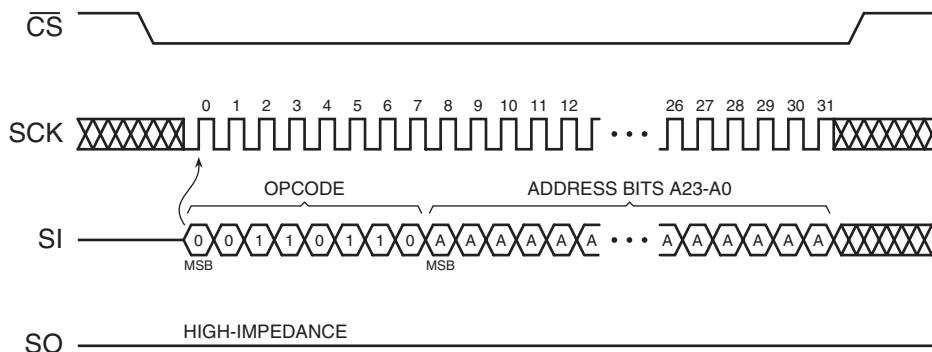 CS
0 1 2 3 4 5 6 7 8 9 10 11 12 26 27 28 29 30 31
SCK
OPCODE ADDRESS BITS A23-A0
SI 0 0 1 1 0 1 1 0 A A A A A A A A A A A A
MSB MSB
HIGH-IMPEDANCE
SO